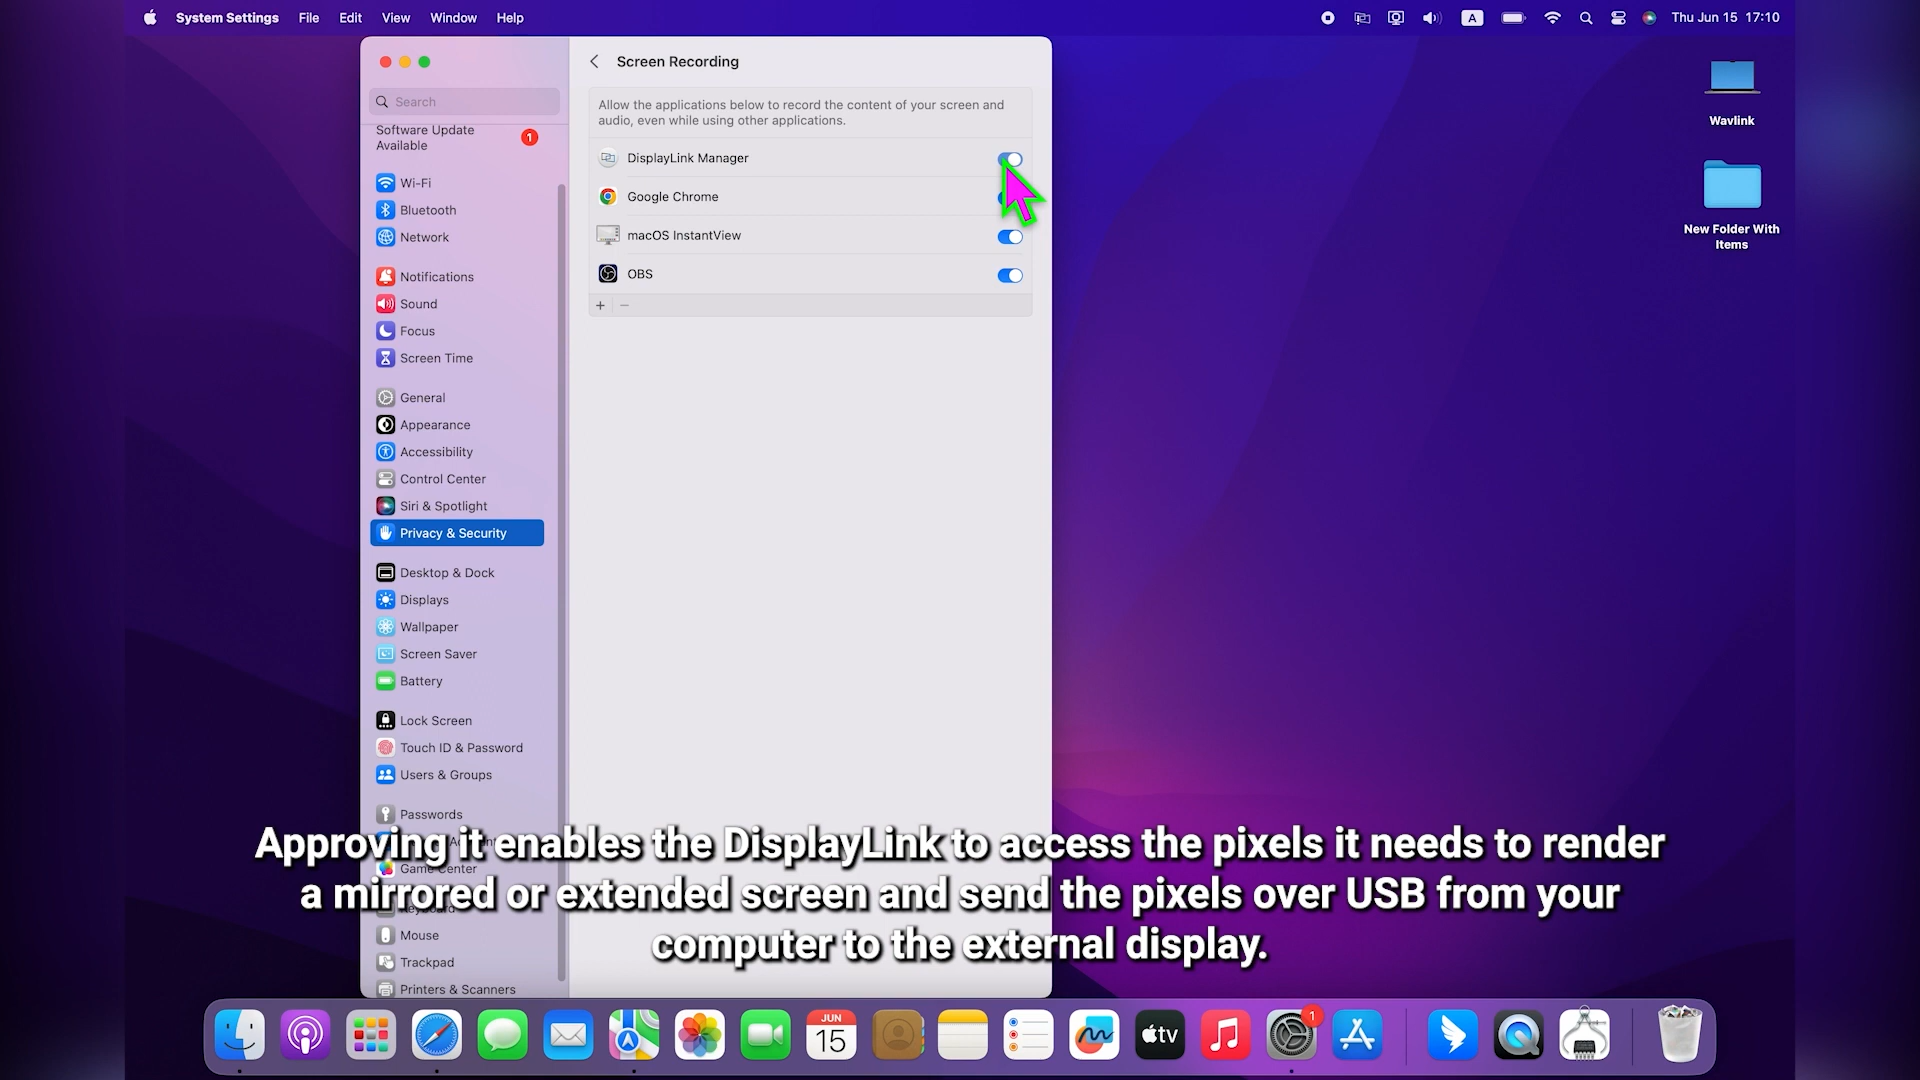 System Settings File Edit View Window Help
A
Thu Jun 15 17:10
Screen Recording
Search
Allow the applications below to record the content of your screen and
audio, even while using other applications.
Software Update
Available
1
DisplayLink Manager
Google Chrome
macOS InstantView
OBS
+ −
Wi-Fi
Bluetooth
Network
Notifications
Sound
Focus
Screen Time
General
Appearance
Accessibility
Control Center
Siri & Spotlight
Privacy & Security
Desktop & Dock
Displays
Wallpaper
Screen Saver
Battery
Lock Screen
Touch ID & Password
Users & Groups
Passwords
Game Center
Keyboard
Mouse
Trackpad
Printers & Scanners
Wavlink
New Folder With
Items
Approving it enables the DisplayLink to access the pixels it needs to render
a mirrored or extended screen and send the pixels over USB from your
computer to the external display.
JUN
15
tv
1